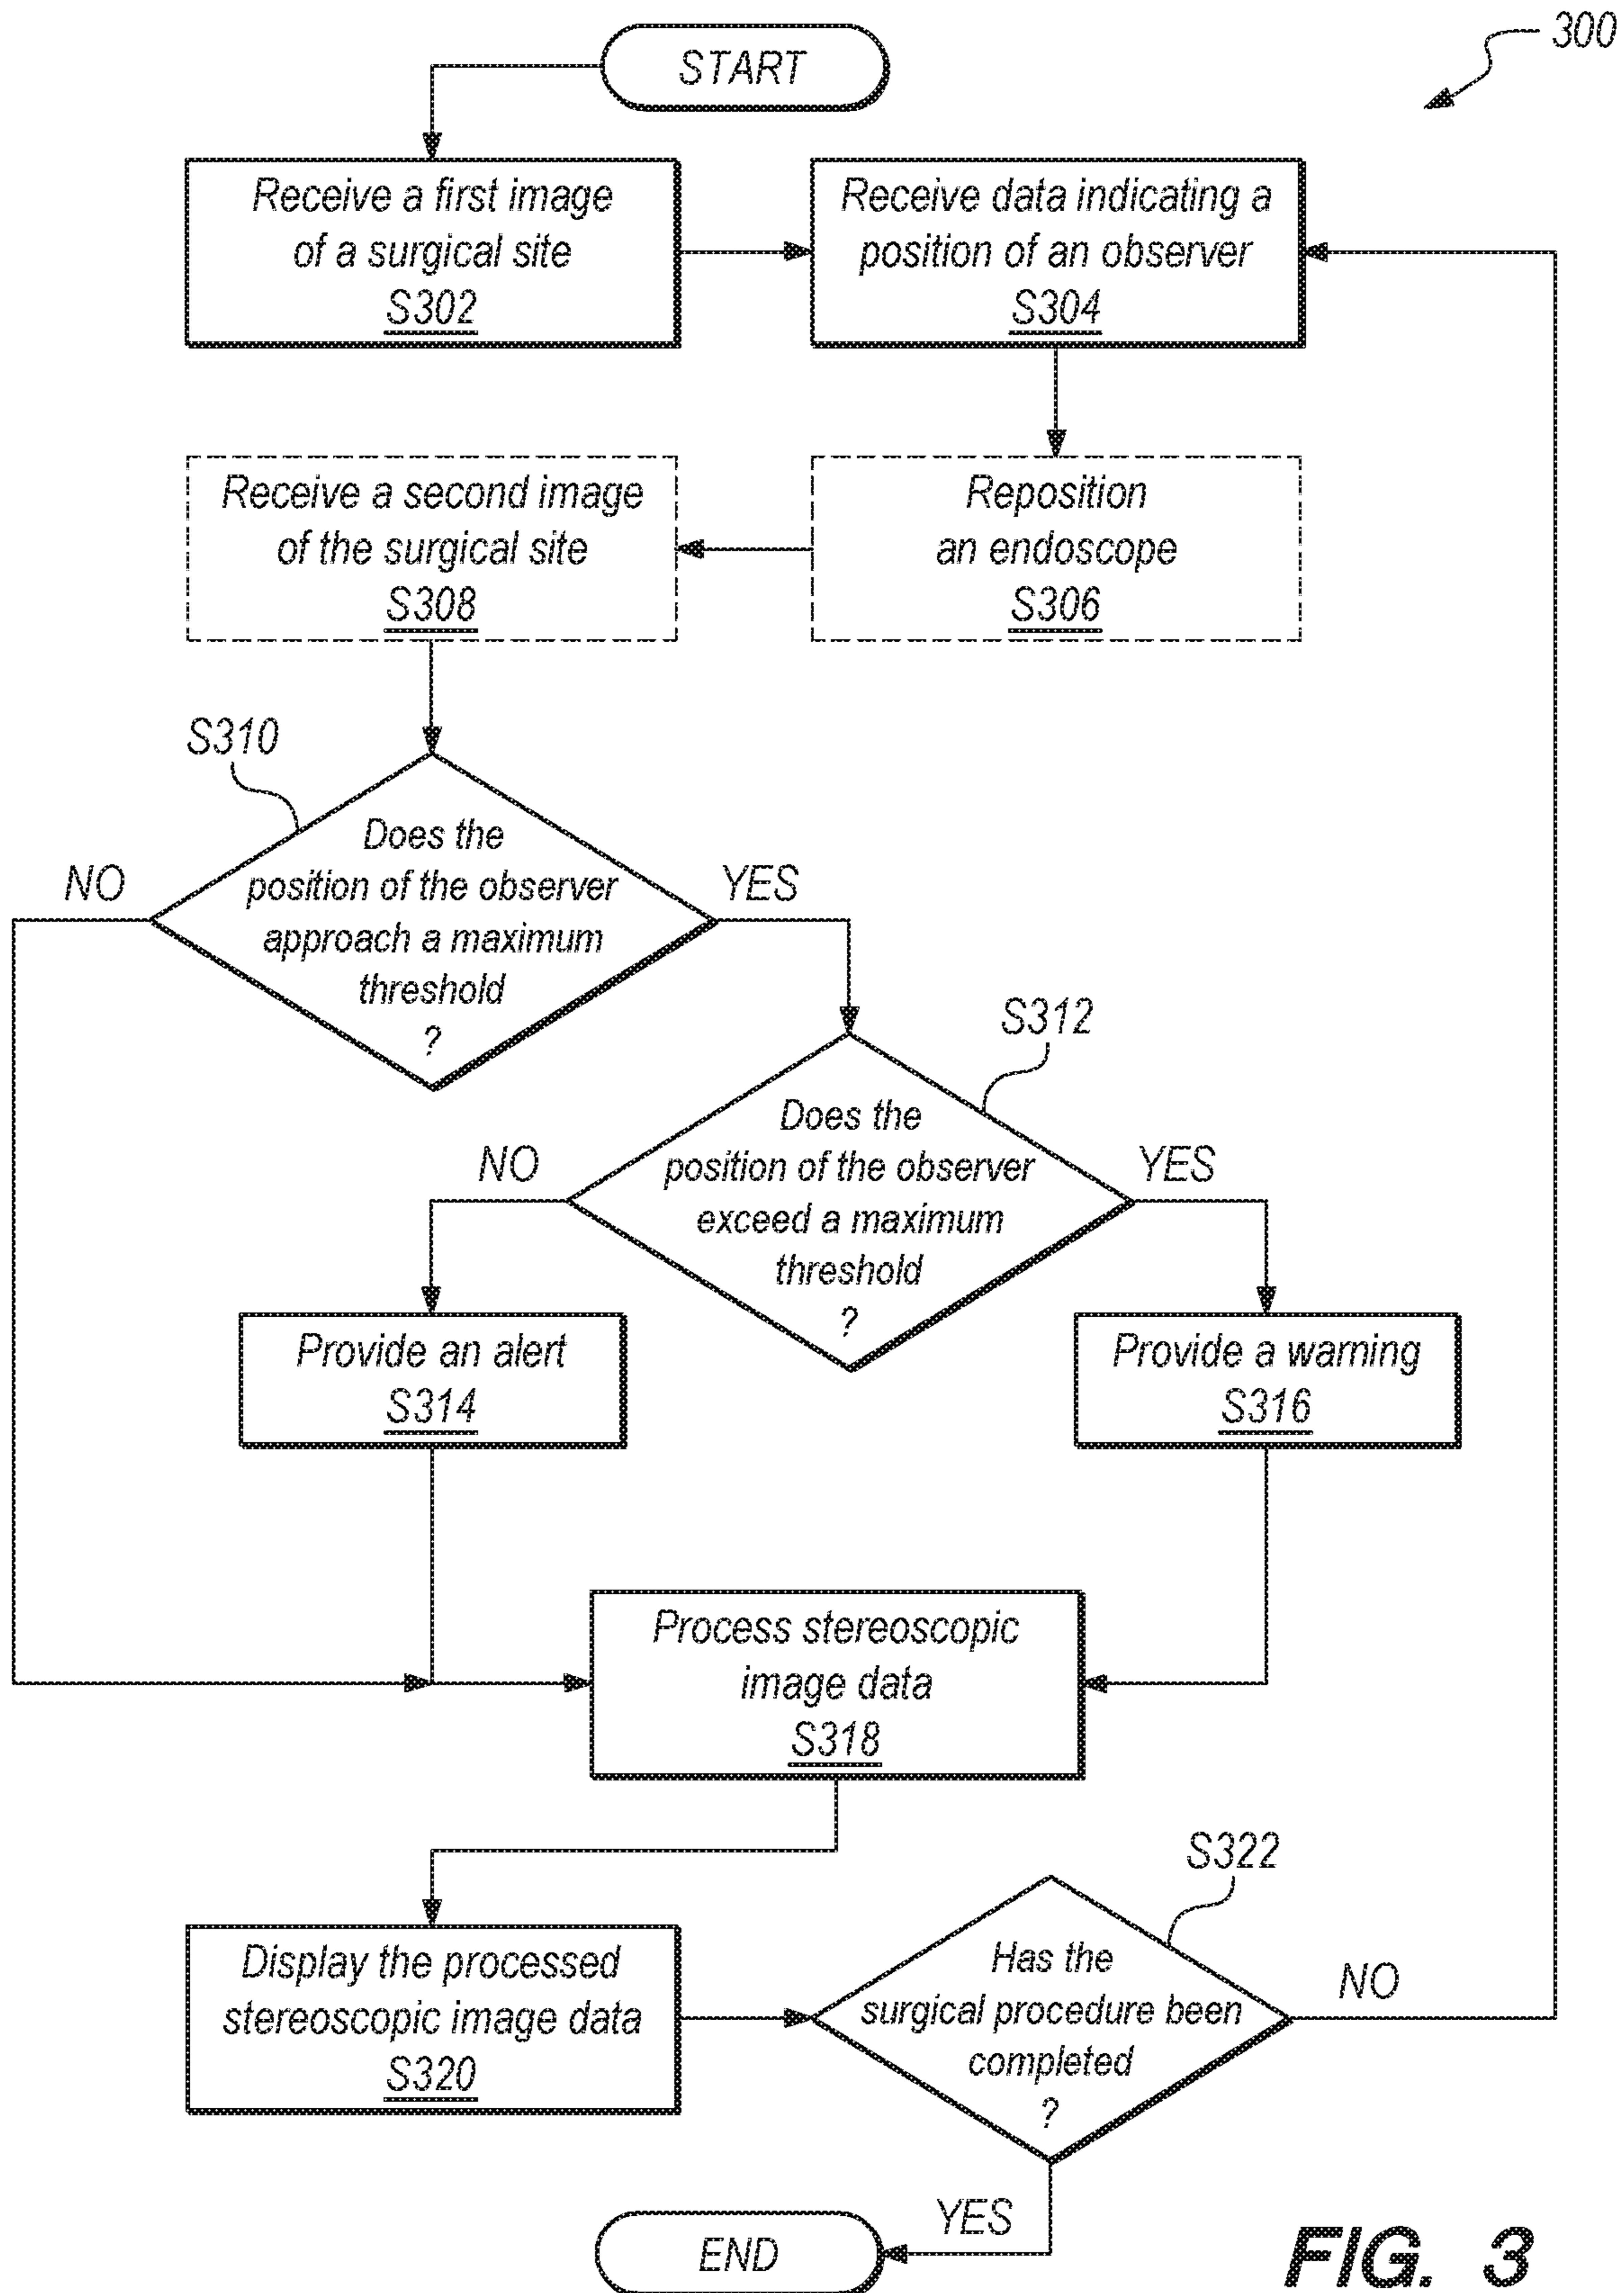 300
START
Receive a first image
of a surgical site
S302
Receive data indicating a
position of an observer
S304
Reposition
an endoscope
S306
Receive a second image
of the surgical site
S308
S310
Does the
position of the observer
approach a maximum
threshold
?
NO
YES
S312
Does the
position of the observer
exceed a maximum
threshold
?
NO
YES
Provide an alert
S314
Provide a warning
S316
Process stereoscopic
image data
S318
Display the processed
stereoscopic image data
S320
S322
Has the
surgical procedure been
completed
?
NO
YES
END
FIG. 3